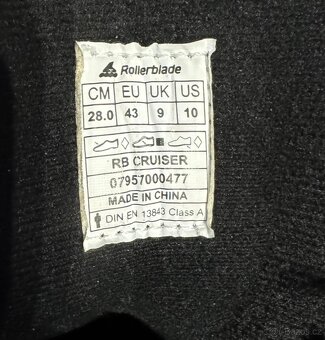 Rollerblade
CM EU UK US
28.0 43 9 10
RB CRUISER
07957000477
MADE IN CHINA
DIN EN 13843 Class A